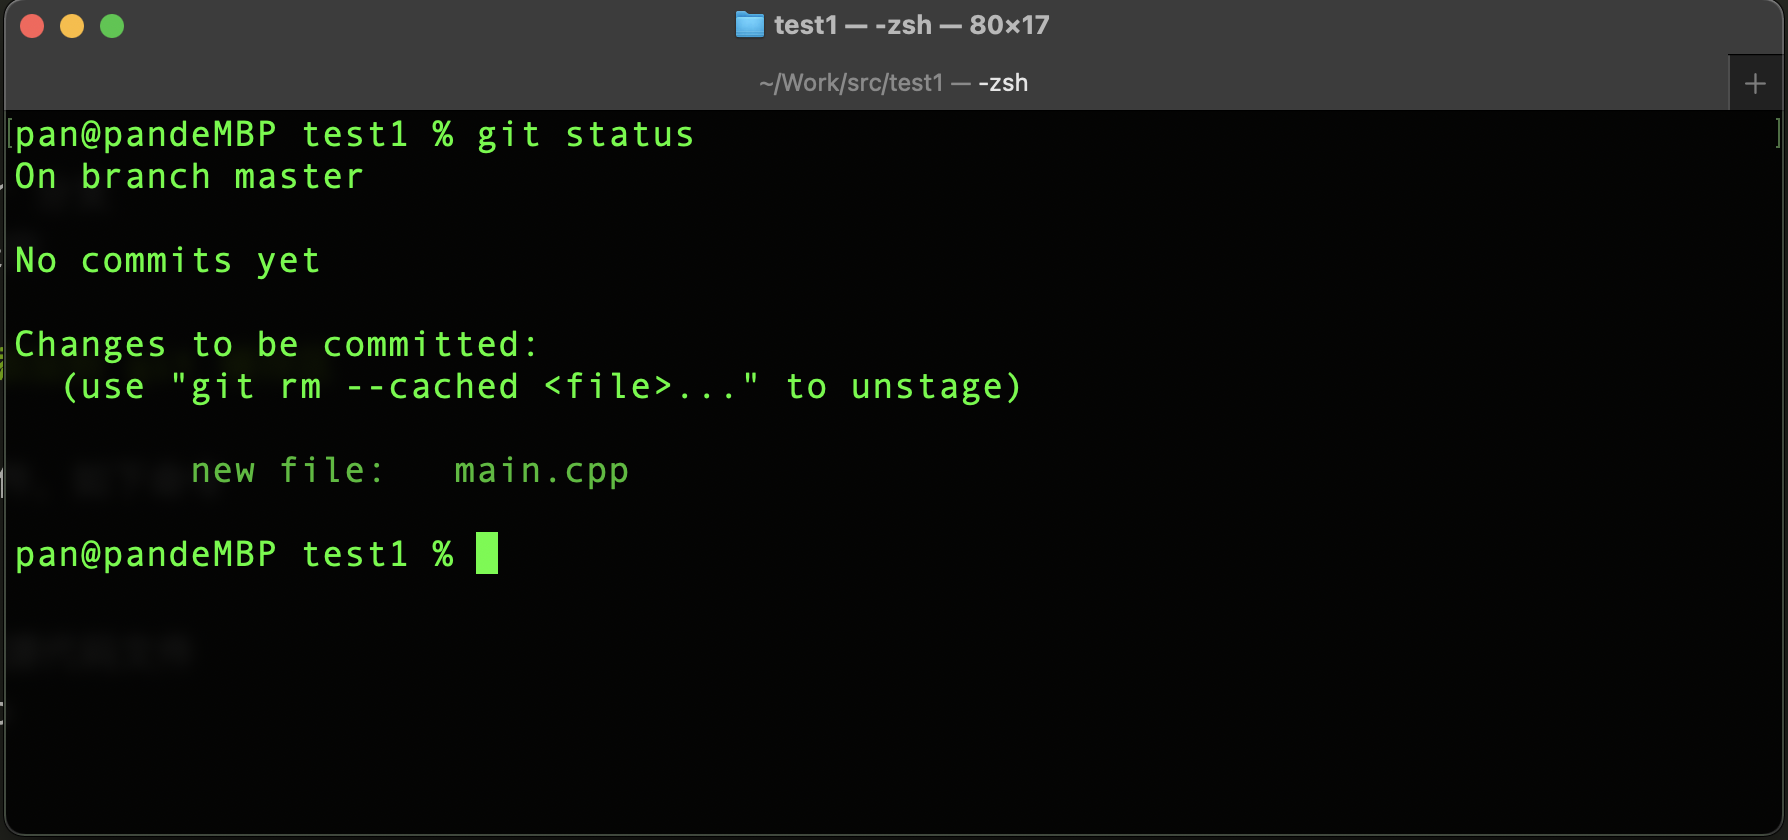 test1 — -zsh — 80×17
~/Work/src/test1 — -zsh
pan@pandeMBP test1 % git status
On branch master
No commits yet
Changes to be committed:
(use "git rm --cached <file>..." to unstage)
new file: main.cpp
pan@pandeMBP test1 %